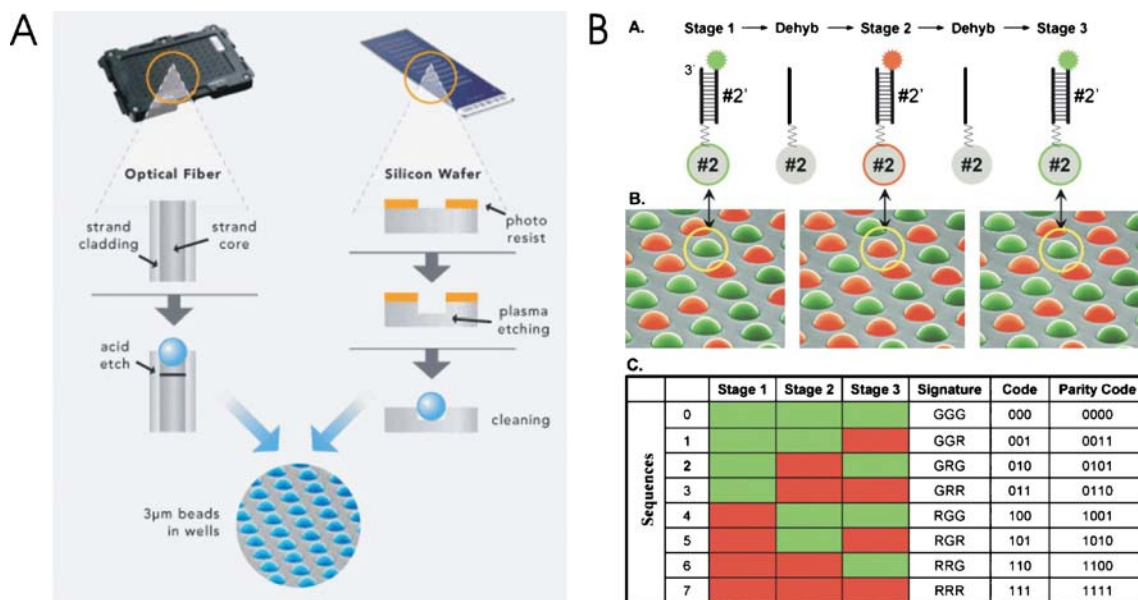 A
Optical Fiber
strand cladding
strand core
acid etch
3µm beads in wells
Silicon Wafer
photo resist
plasma etching
cleaning
B
A. Stage 1 Dehyb Stage 2 Dehyb Stage 3
3'
#2' #2' #2'
#2 #2 #2 #2 #2
B.
C.
Stage 1 Stage 2 Stage 3 Signature Code Parity Code
Sequences
0 GGG 000 0000
1 GGR 001 0011
2 GRG 010 0101
3 GRR 011 0110
4 RGG 100 1001
5 RGR 101 1010
6 RRG 110 1100
7 RRR 111 1111